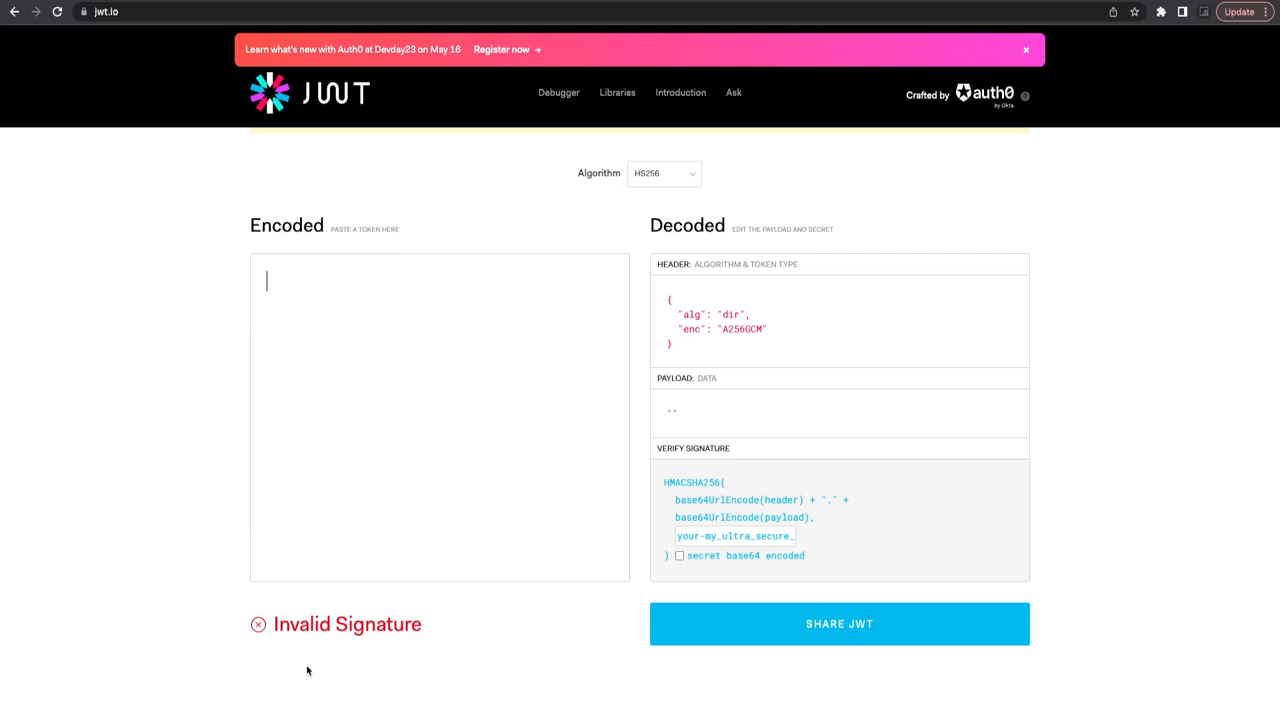 jwt.io
Update
Learn what's new with Auth0 at Devday23 on May 16 Register now →
JWT
Debugger
Libraries
Introduction
Ask
Crafted by auth0
by Okta
?
Algorithm HS256
Encoded PASTE A TOKEN HERE
Decoded EDIT THE PAYLOAD AND SECRET
HEADER: ALGORITHM & TOKEN TYPE
{
"alg": "dir",
"enc": "A256GCM"
}
PAYLOAD: DATA
""
VERIFY SIGNATURE
HMACSHA256(
base64UrlEncode(header) + "." +
base64UrlEncode(payload),
your-my_ultra_secure_
) secret base64 encoded
Invalid Signature
SHARE JWT